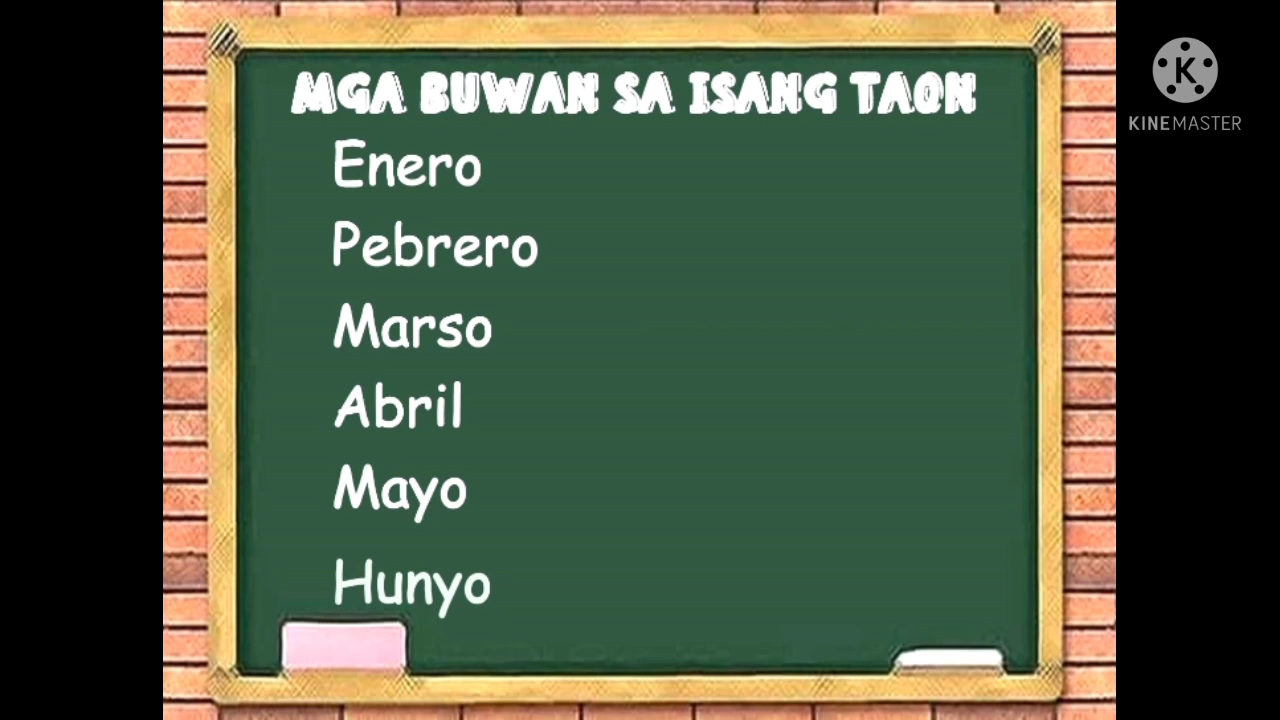 MGA BUWAN SA ISANG TAON
Enero
Pebrero
Marso
Abril
Mayo
Hunyo
K
KINEMASTER